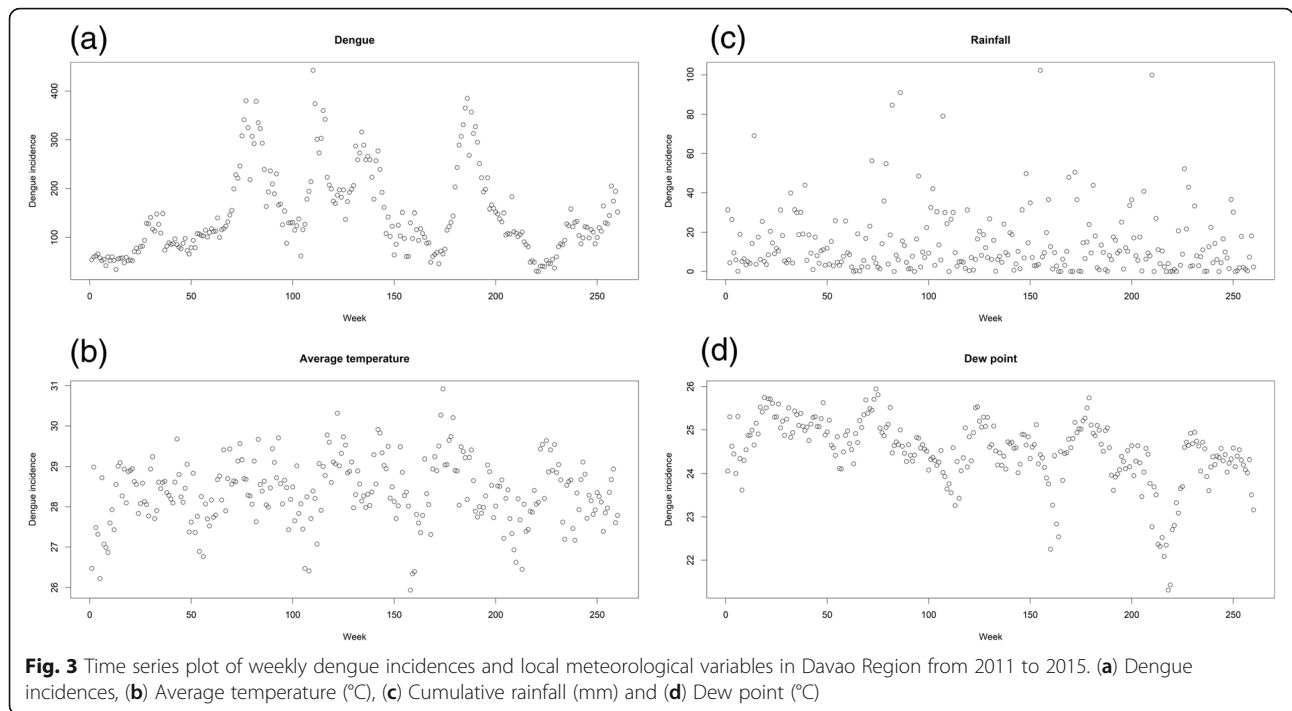 (a)
Dengue
Dengue incidence
400
300
200
100
0 50 100 150 200 250
Week
(c)
Rainfall
Dengue incidence
100
80
60
40
20
0
0 50 100 150 200 250
Week
(b)
Average temperature
Dengue incidence
31
30
29
28
27
26
0 50 100 150 200 250
Week
(d)
Dew point
Dengue incidence
26
25
24
23
22
0 50 100 150 200 250
Week
Fig. 3 Time series plot of weekly dengue incidences and local meteorological variables in Davao Region from 2011 to 2015. (a) Dengue
incidences, (b) Average temperature (°C), (c) Cumulative rainfall (mm) and (d) Dew point (°C)